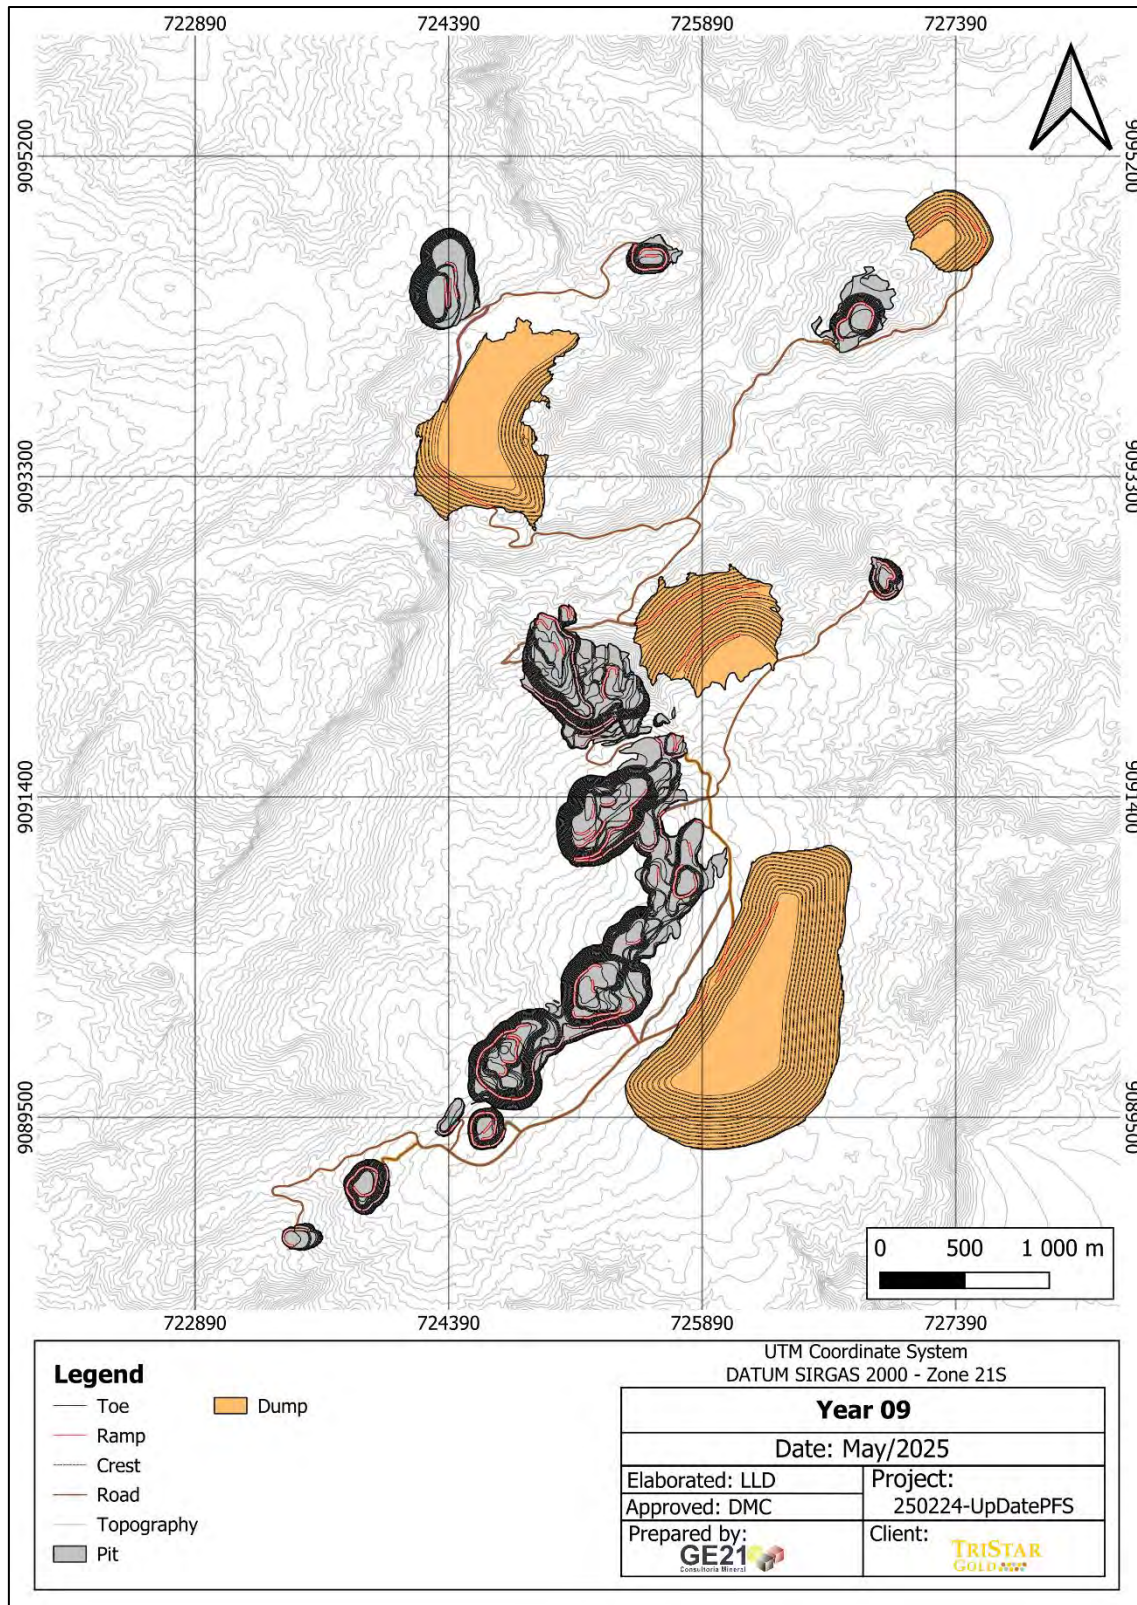 722890 724390 725890 727390
9095200 9095200
9093300 9093300
9091400 9091400
9089500 9089500
0 500 1 000 m
722890 724390 725890 727390
Legend
Toe
Ramp
Crest
Road
Topography
Pit
Dump
UTM Coordinate System
DATUM SIRGAS 2000 - Zone 21S
Year 09
Date: May/2025
Elaborated: LLD
Approved: DMC
Project:
250224-UpDatePFS
Prepared by:
GE21
Consultoria Mineral
Client:
TRISTAR
GOLD